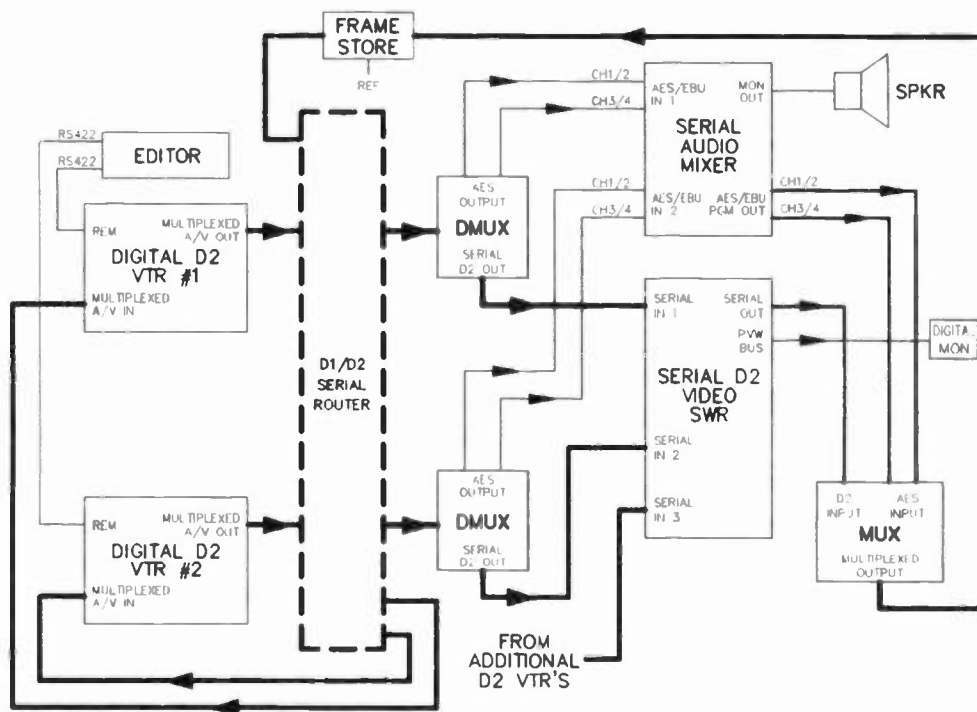 FRAME
STORE
REF
CH1/2
CH3/4
AES/EBU
IN 1
MON
OUT
SERIAL
AUDIO
MIXER
SPKR
RS422
RS422
EDITOR
CH1/2
CH3/4
AES/EBU
IN 2
AES/EBU
PGM OUT
CH1/2
CH3/4
AES
OUTPUT
DMUX
SERIAL
D2 OUT
REM
MULTIPLEXED
A/V OUT
DIGITAL D2
VTR #1
MULTIPLEXED
A/V IN
D1/D2
SERIAL
ROUTER
SERIAL
IN 1
SERIAL
OUT
PVW
BUS
DIGITAL
MON
SERIAL D2
VIDEO
SWR
SERIAL
IN 2
SERIAL
IN 3
AES
OUTPUT
DMUX
SERIAL
D2 OUT
REM
MULTIPLEXED
A/V OUT
DIGITAL D2
VTR #2
MULTIPLEXED
A/V IN
D2
INPUT
AES
INPUT
MUX
MULTIPLEXED
OUTPUT
FROM
ADDITIONAL
D2 VTR'S